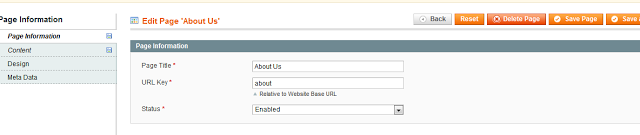 Page Information
Page Information
Content
Design
Meta Data
Edit Page 'About Us'
Back
Reset
Delete Page
Save Page
Save
Page Information
Page Title *
About Us
URL Key *
about
Relative to Website Base URL
Status *
Enabled